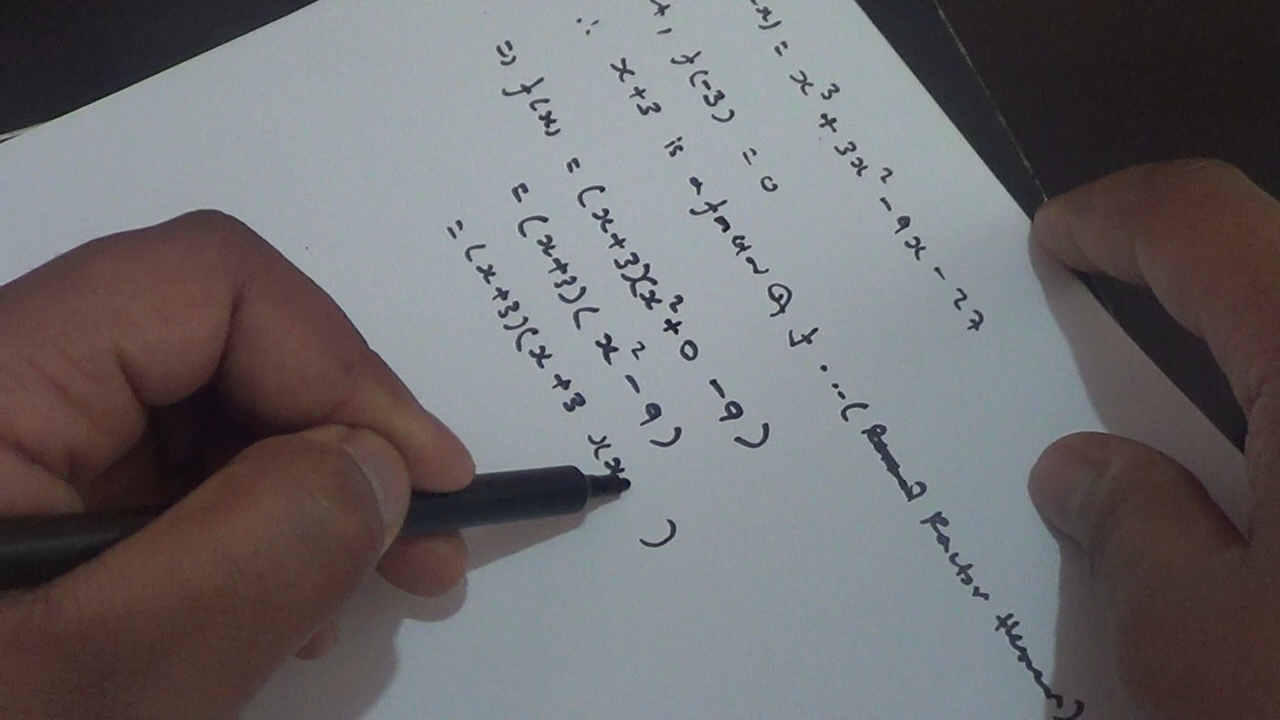 (x) = x³ + 3x² - 9x - 27
, f(-3) = 0
∴ x+3 is a factor of f ...( Factor Theorem)
=> f(x) = (x+3)(x² + 0 - 9)
= (x+3)(x² - 9)
= (x+3)(x + 3 )(x )